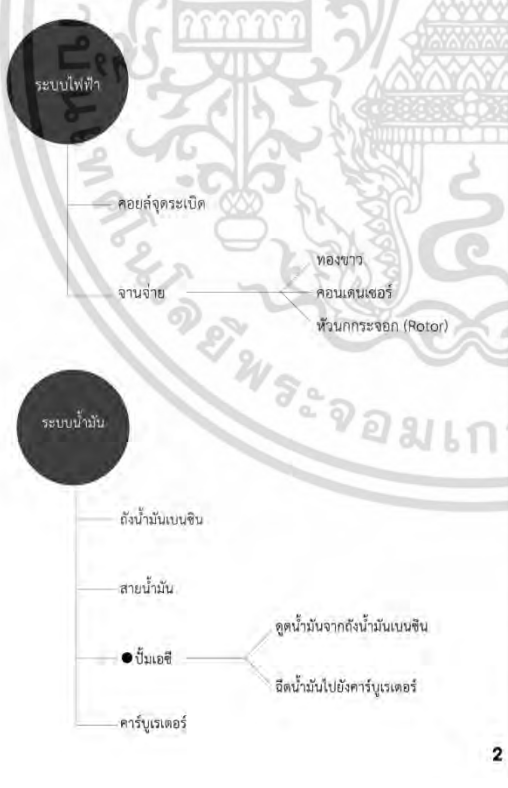 ระบบไฟฟ้า
คอยล์จุดระเบิด
ทองขาว
จานจ่าย
คอนเดนเซอร์
หัวนกกระจอก (Rotor)
ระบบน้ำมัน
ถังน้ำมันเบนซิน
สายน้ำมัน
ดูดน้ำมันจากถังน้ำมันเบนซิน
ปั้มเอซี
ฉีดน้ำมันไปยังคาร์บูเรเตอร์
คาร์บูเรเตอร์
2